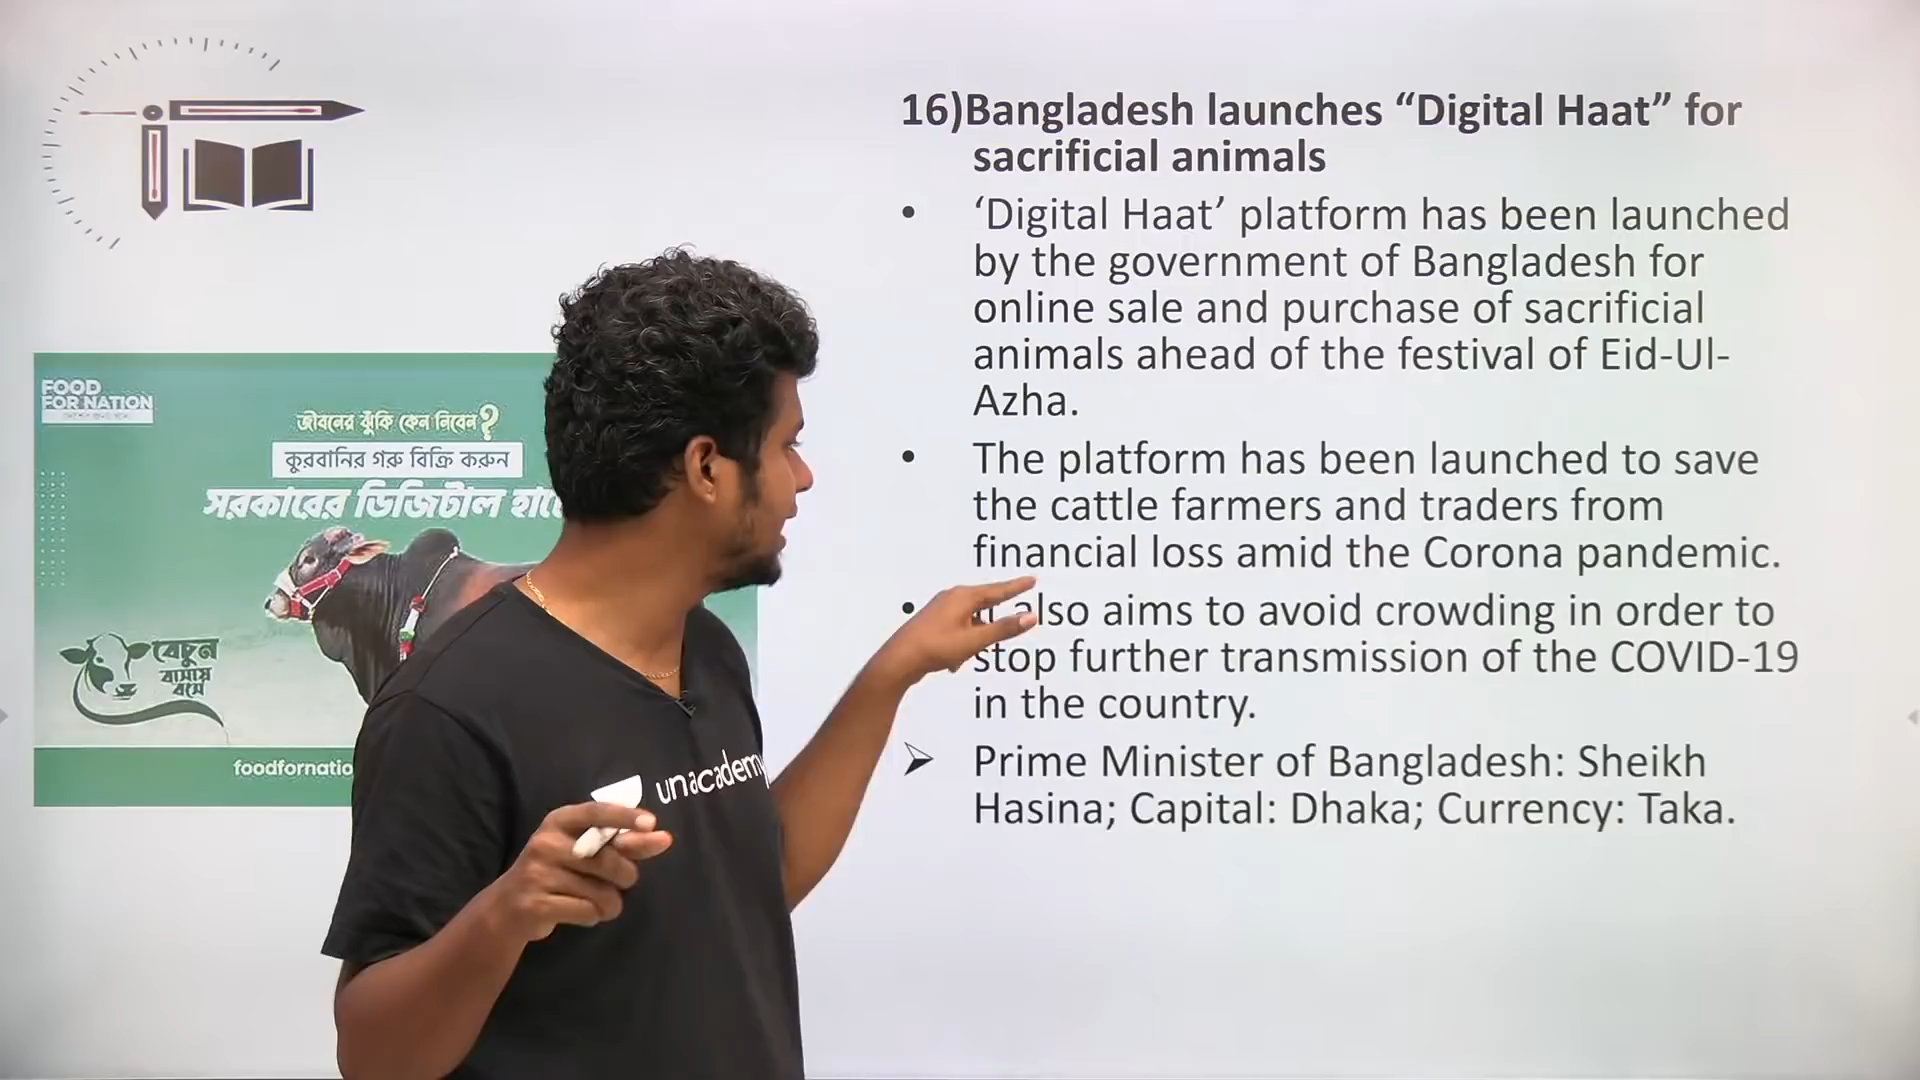 16)Bangladesh launches “Digital Haat” for
sacrificial animals
• ‘Digital Haat’ platform has been launched
by the government of Bangladesh for
online sale and purchase of sacrificial
animals ahead of the festival of Eid-Ul-
Azha.
• The platform has been launched to save
the cattle farmers and traders from
financial loss amid the Corona pandemic.
• It also aims to avoid crowding in order to
stop further transmission of the COVID-19
in the country.
➢ Prime Minister of Bangladesh: Sheikh
Hasina; Capital: Dhaka; Currency: Taka.
FOOD
FOR NATION
জীবনের ঝুঁকি কেন নিবেন?
কুরবানির গরু বিক্রি করুন
সরকারের ডিজিটাল
বেচুন
বাসায়
বসে
foodfornatio
unacademy